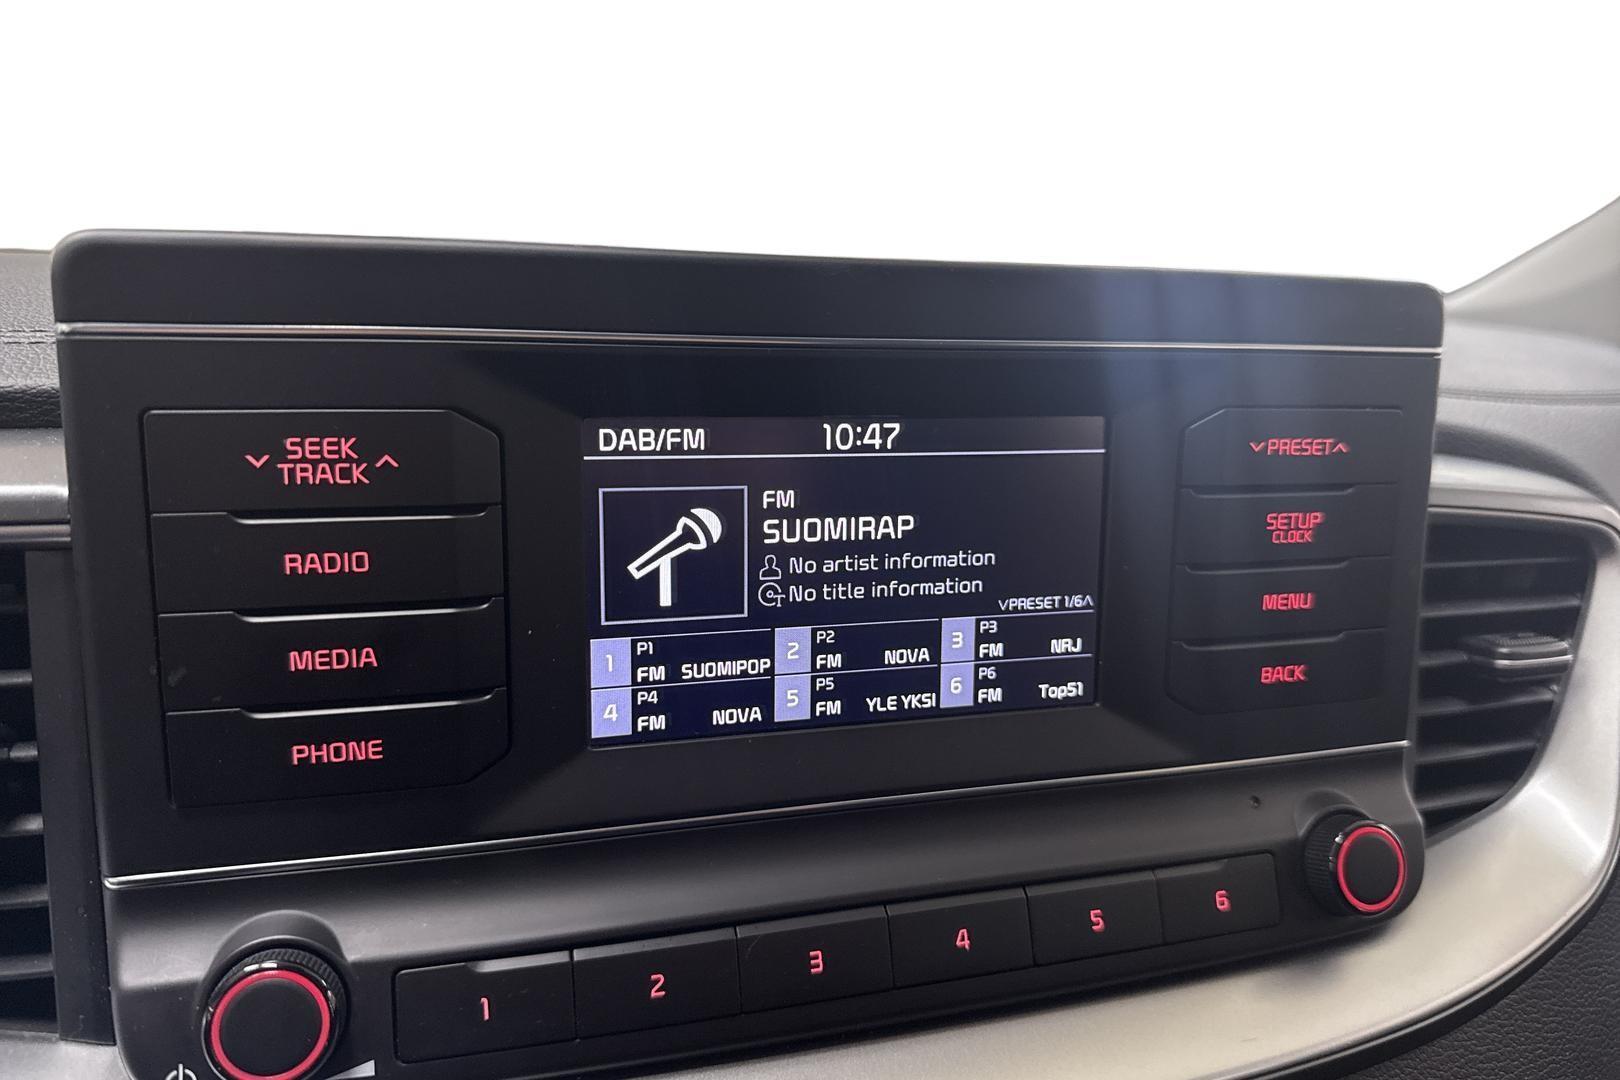 SEEK
TRACK
RADIO
MEDIA
PHONE
DAB/FM 10:47
FM
SUOMIRAP
No artist information
No title information
PRESET 1/6
1 P1 FM SUOMIPOP
2 P2 FM NOVA
3 P3 FM NRJ
4 P4 FM NOVA
5 P5 FM YLE YKSI
6 P6 FM Top51
PRESET
SETUP
CLOCK
MENU
BACK
1 2 3 4 5 6